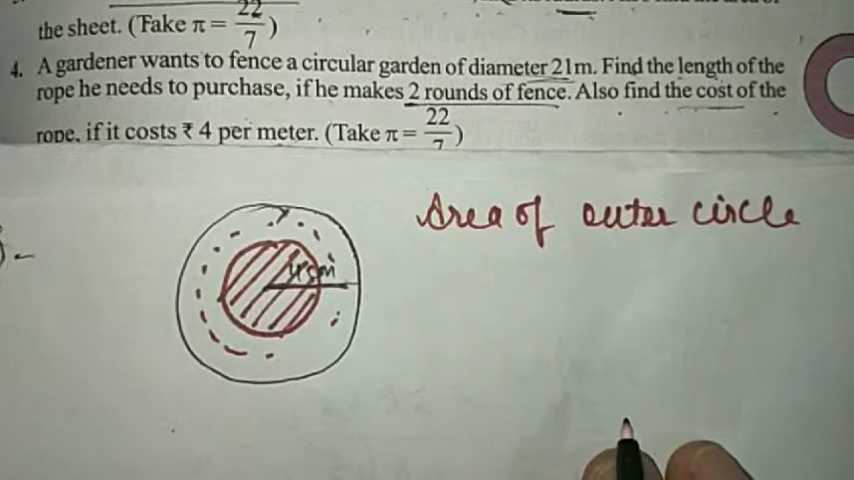 the sheet. (Take π = 22/7)
4. A gardener wants to fence a circular garden of diameter 21m. Find the length of the
rope he needs to purchase, if he makes 2 rounds of fence. Also find the cost of the
rope, if it costs ₹ 4 per meter. (Take π = 22/7)
Area of outer circle